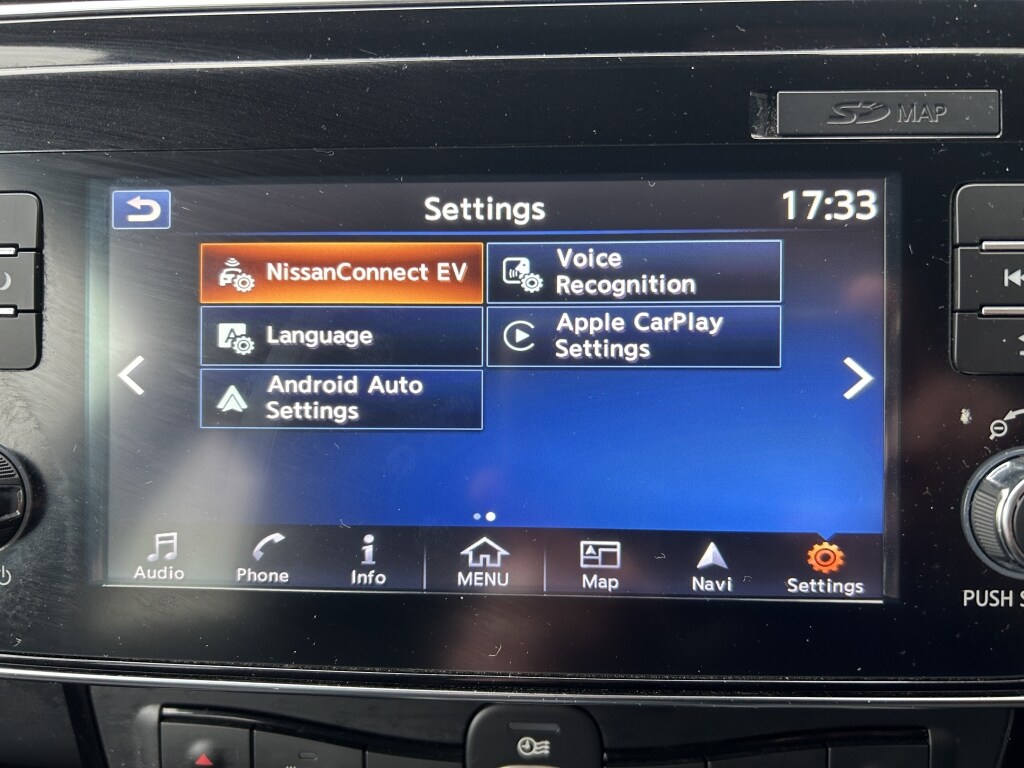 SD MAP
Settings
17:33
NissanConnect EV
Voice
Recognition
Language
Apple CarPlay
Settings
Android Auto
Settings
Audio
Phone
Info
MENU
Map
Navi
Settings
PUSH